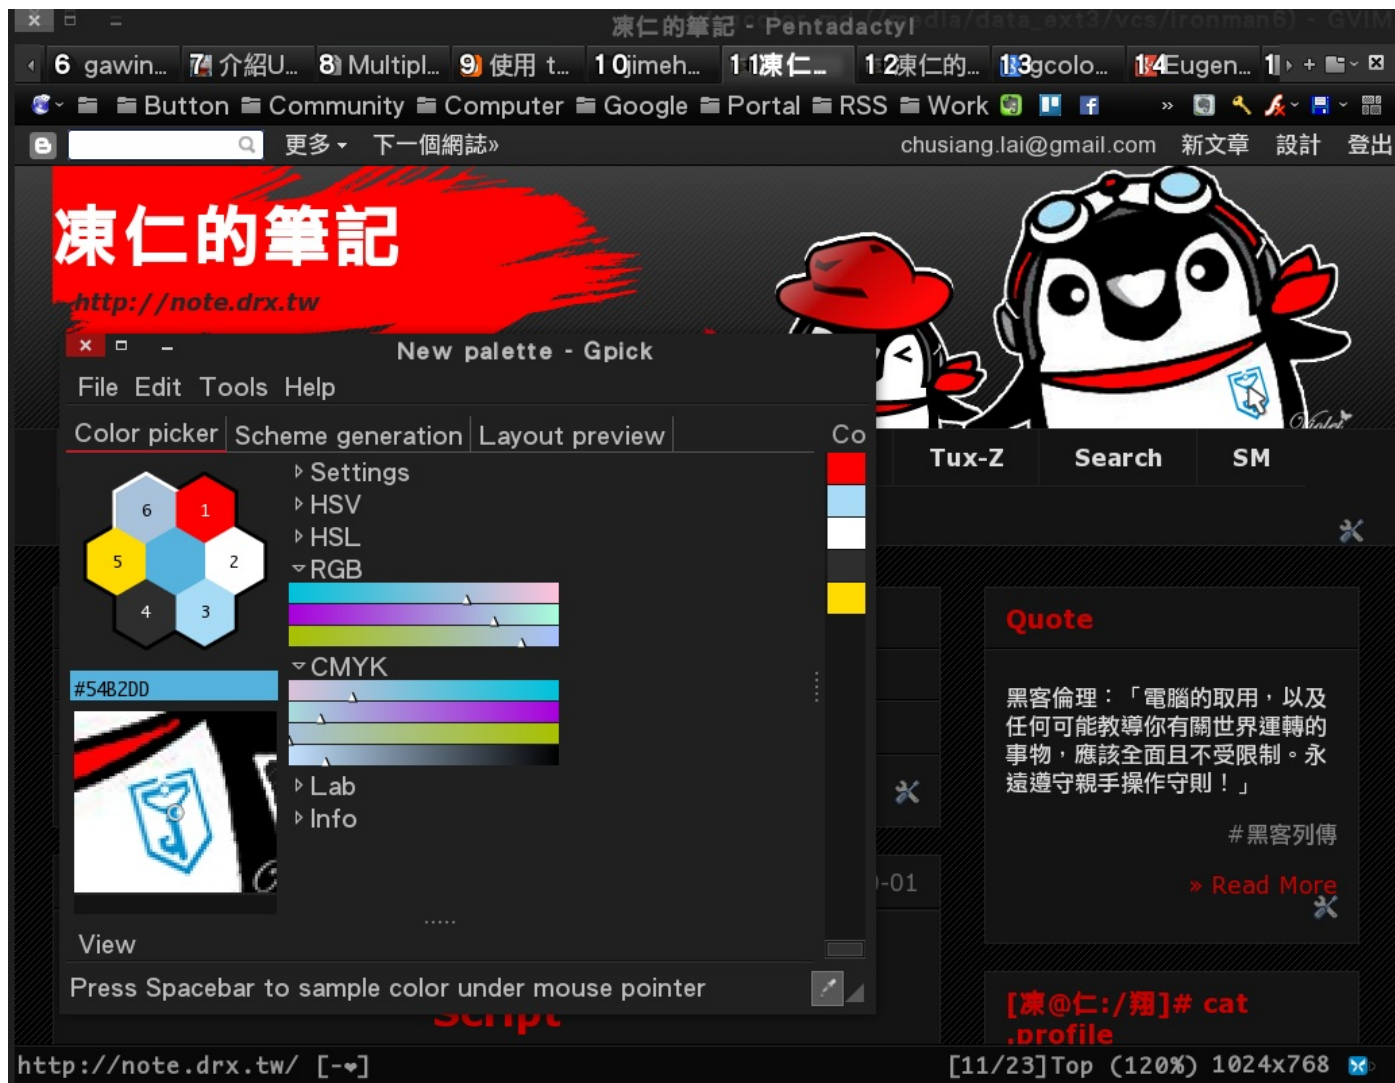 凍仁的筆記 - Pentadactyl
6 gawin... 7 介紹U... 8 Multipl... 9 使用 t... 10 jimeh... 11 凍仁... 12 凍仁的... 13 gcolo... 14 Eugen... 1
Button Community Computer Google Portal RSS Work »
更多 下一個網誌» chusiang.lai@gmail.com 新文章 設計 登出
凍仁的筆記
http://note.drx.tw
New palette - Gpick
File Edit Tools Help
Color picker Scheme generation Layout preview Co
Tux-Z Search SM
Violet
Settings
HSV
HSL
RGB
CMYK
Lab
Info
6 1
5 2
4 3
#54B2DD
View
Press Spacebar to sample color under mouse pointer
Quote
黑客倫理：「電腦的取用，以及
任何可能教導你有關世界運轉的
事物，應該全面且不受限制。永
遠遵守親手操作守則！」
#黑客列傳
» Read More
-01
Script
[凍@仁:/翔]# cat
.profile
http://note.drx.tw/ [-❤]
[11/23] Top (120%) 1024x768